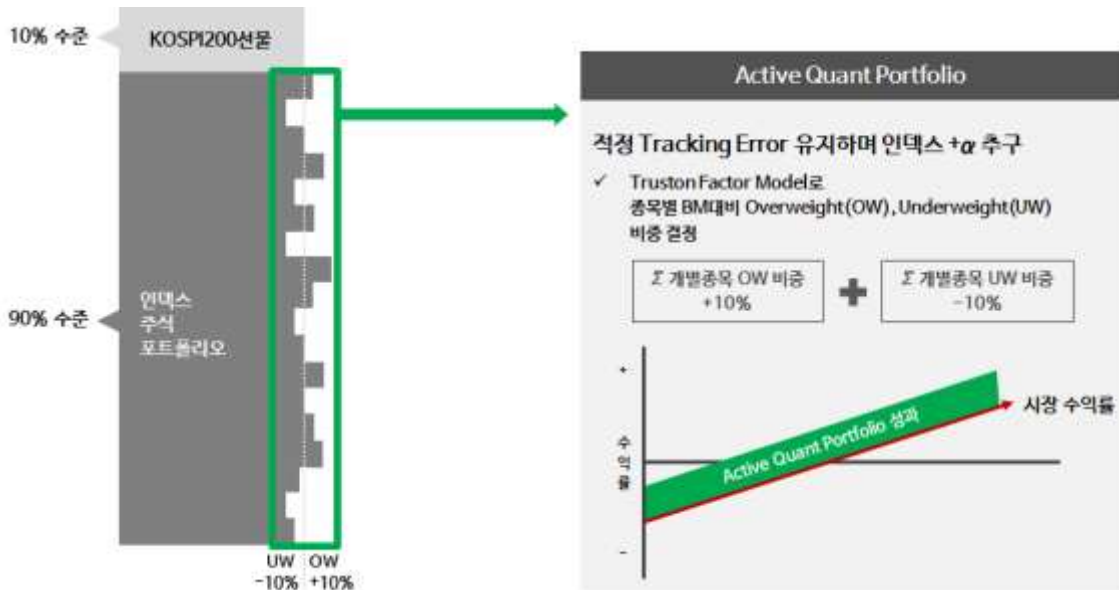 10% 수준
KOSPI200선물
90% 수준
인덱스
주식
포트폴리오
UW
-10%
OW
+10%
Active Quant Portfolio
적정 Tracking Error 유지하며 인덱스 +α 추구
✓ Truston Factor Model로
종목별 BM대비 Overweight(OW), Underweight(UW)
비중 결정
Σ 개별종목 OW 비중
+10%
+
Σ 개별종목 UW 비중
-10%
+
수익률
-
Active Quant Portfolio 성과
시장 수익률